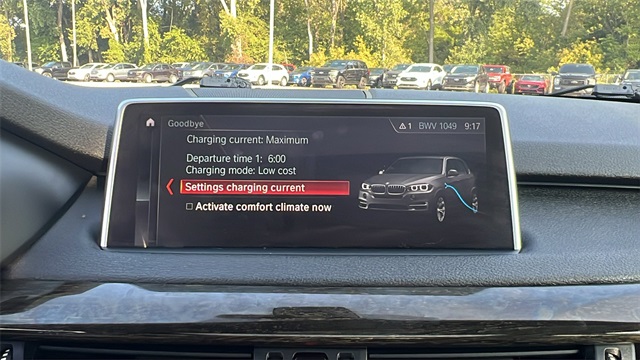 Goodbye
⚠1 BWV 1049 9:17
Charging current: Maximum
Departure time 1: 6:00
Charging mode: Low cost
Settings charging current
Activate comfort climate now